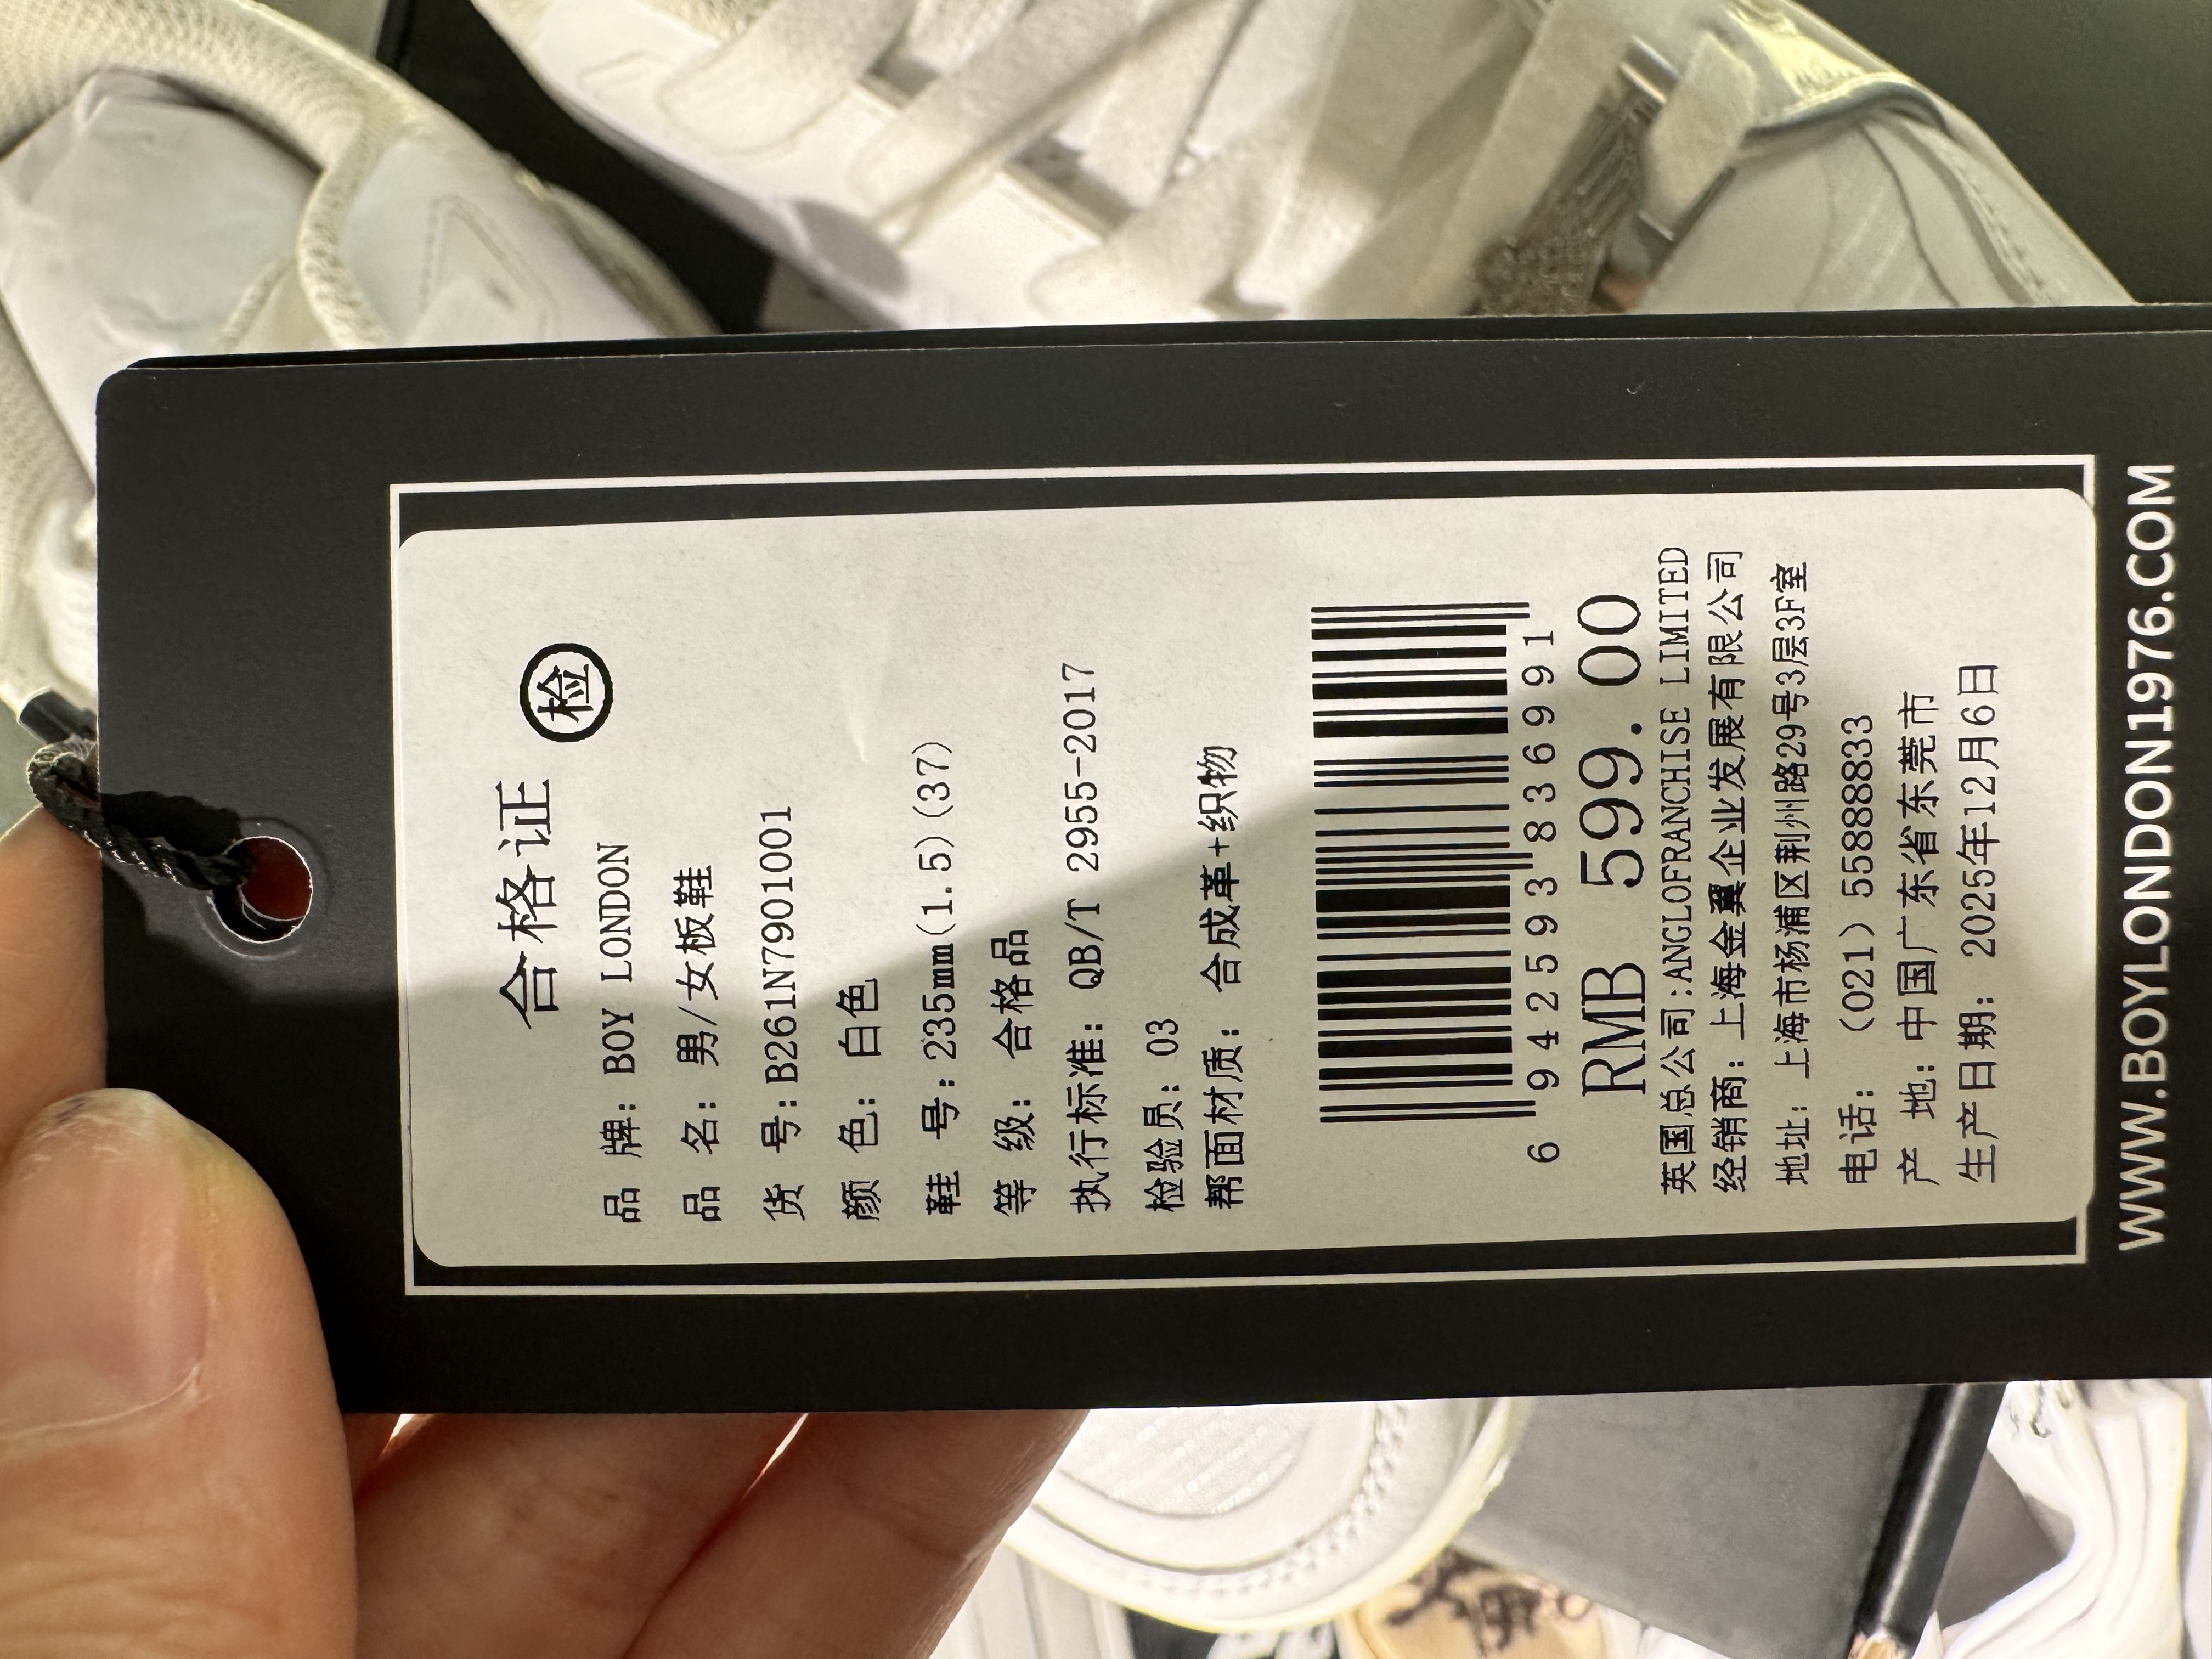 合格证 检
品 牌: BOY LONDON
品 名: 男/女板鞋
货 号:B261N7901001
颜 色: 白色
鞋 号:235mm(1.5)(37)
等 级: 合格品
执行标准: QB/T 2955-2017
检验员: 03
帮面材质: 合成革+织物
6 942593 836991
RMB 599.00
英国总公司:ANGLOFRANCHISE LIMITED
经销商: 上海金翼企业发展有限公司
地址: 上海市杨浦区荆州路29号3层3F室
电话: (021) 55888833
产 地: 中国广东省东莞市
生产日期: 2025年12月6日
WWW.BOYLONDON1976.COM